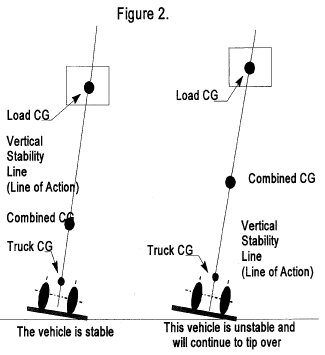 Figure 2.
Load CG
Vertical
Stability
Line
(Line of Action)
Combined CG
Truck CG
The vehicle is stable
Load CG
Combined CG
Vertical
Stability
Line
(Line of Action)
Truck CG
This vehicle is unstable and
will continue to tip over